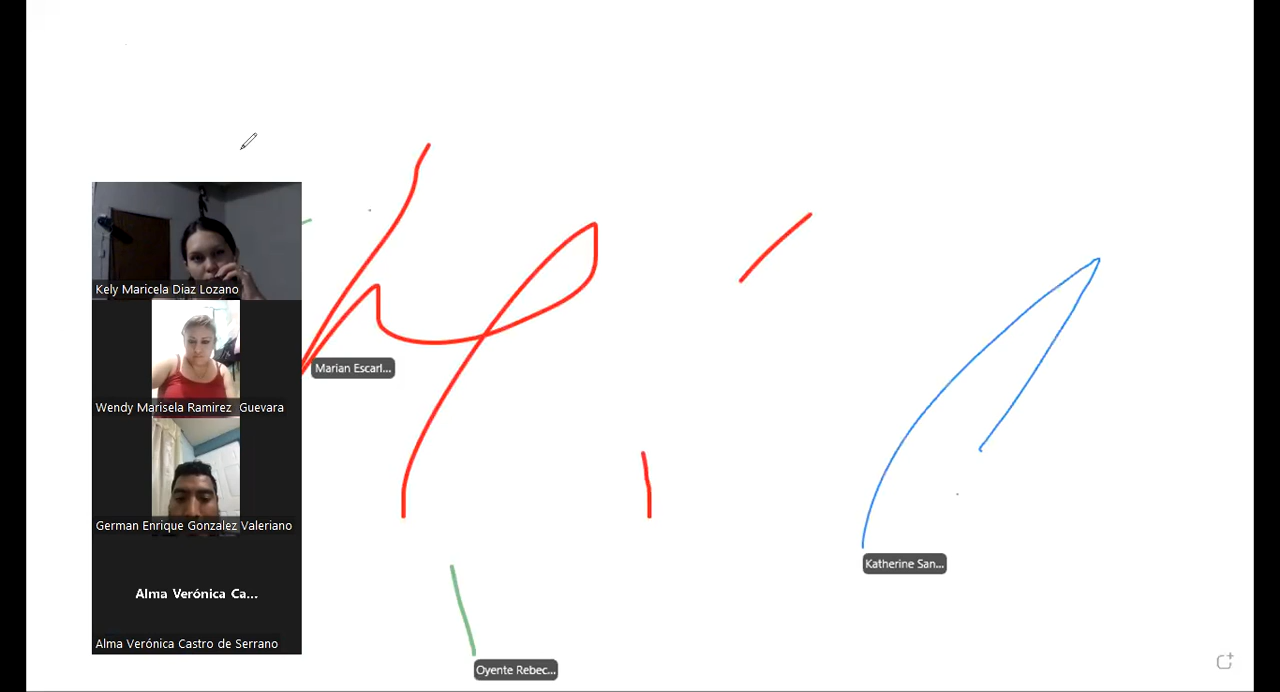 Kely Maricela Diaz Lozano
Marian Escarl...
Wendy Marisela Ramirez Guevara
German Enrique Gonzalez Valeriano
Katherine San...
Alma Verónica Ca...
Alma Verónica Castro de Serrano
Oyente Rebec...